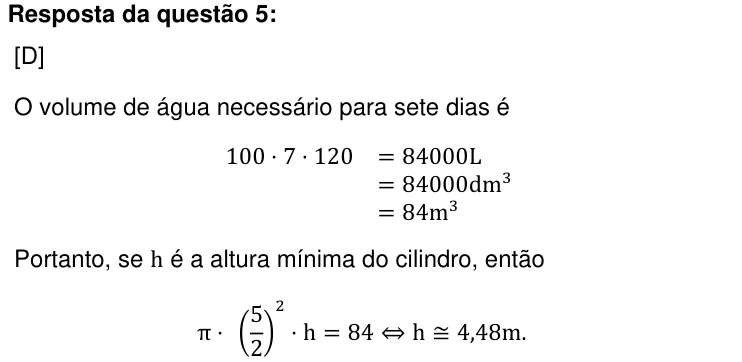 Resposta da questão 5:
[D]
O volume de água necessário para sete dias é
100 · 7 · 120 = 84000L
= 84000dm³
= 84m³
Portanto, se h é a altura mínima do cilindro, então
π · (5/2)² · h = 84 ⇔ h ≅ 4,48m.